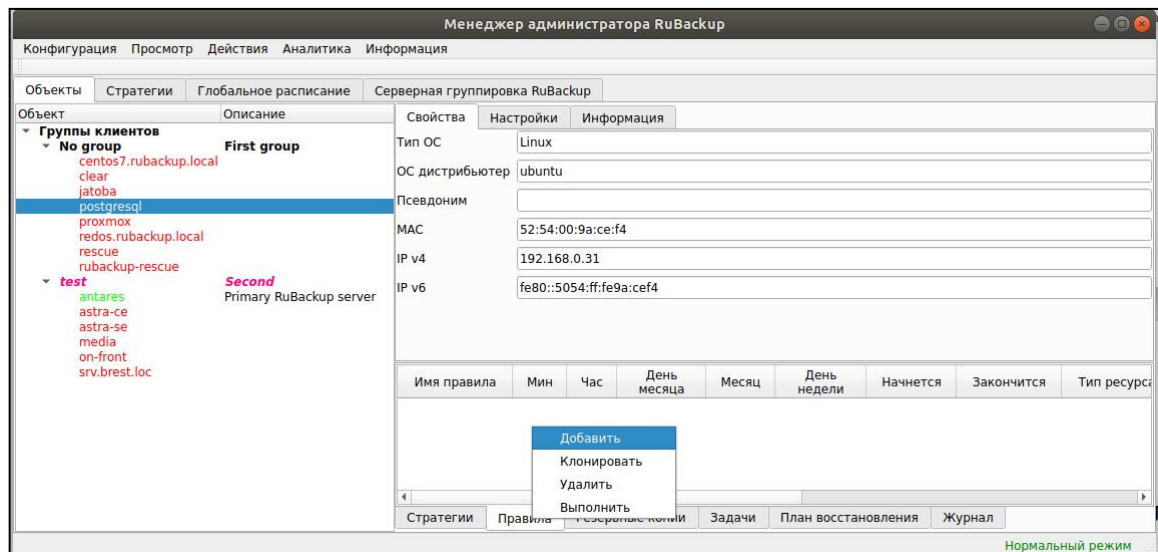 Менеджер администратора RuBackup
Конфигурация Просмотр Действия Аналитика Информация
Объекты Стратегии Глобальное расписание Серверная группировка RuBackup
Объект Описание
Группы клиентов
No group First group
centos7.rubackup.local
clear
jatoba
postgresql
proxmox
redos.rubackup.local
rescue
rubackup-rescue
test Second
antares Primary RuBackup server
astra-ce
astra-se
media
on-front
srv.brest.loc
Свойства Настройки Информация
Тип ОС Linux
ОС дистрибьютер ubuntu
Псевдоним
MAC 52:54:00:9a:ce:f4
IP v4 192.168.0.31
IP v6 fe80::5054:ff:fe9a:cef4
Имя правила Мин Час День месяца Месяц День недели Начнется Закончится Тип ресурса
Добавить
Клонировать
Удалить
Выполнить
Стратегии Правила Резервные копии Задачи План восстановления Журнал
Нормальный режим